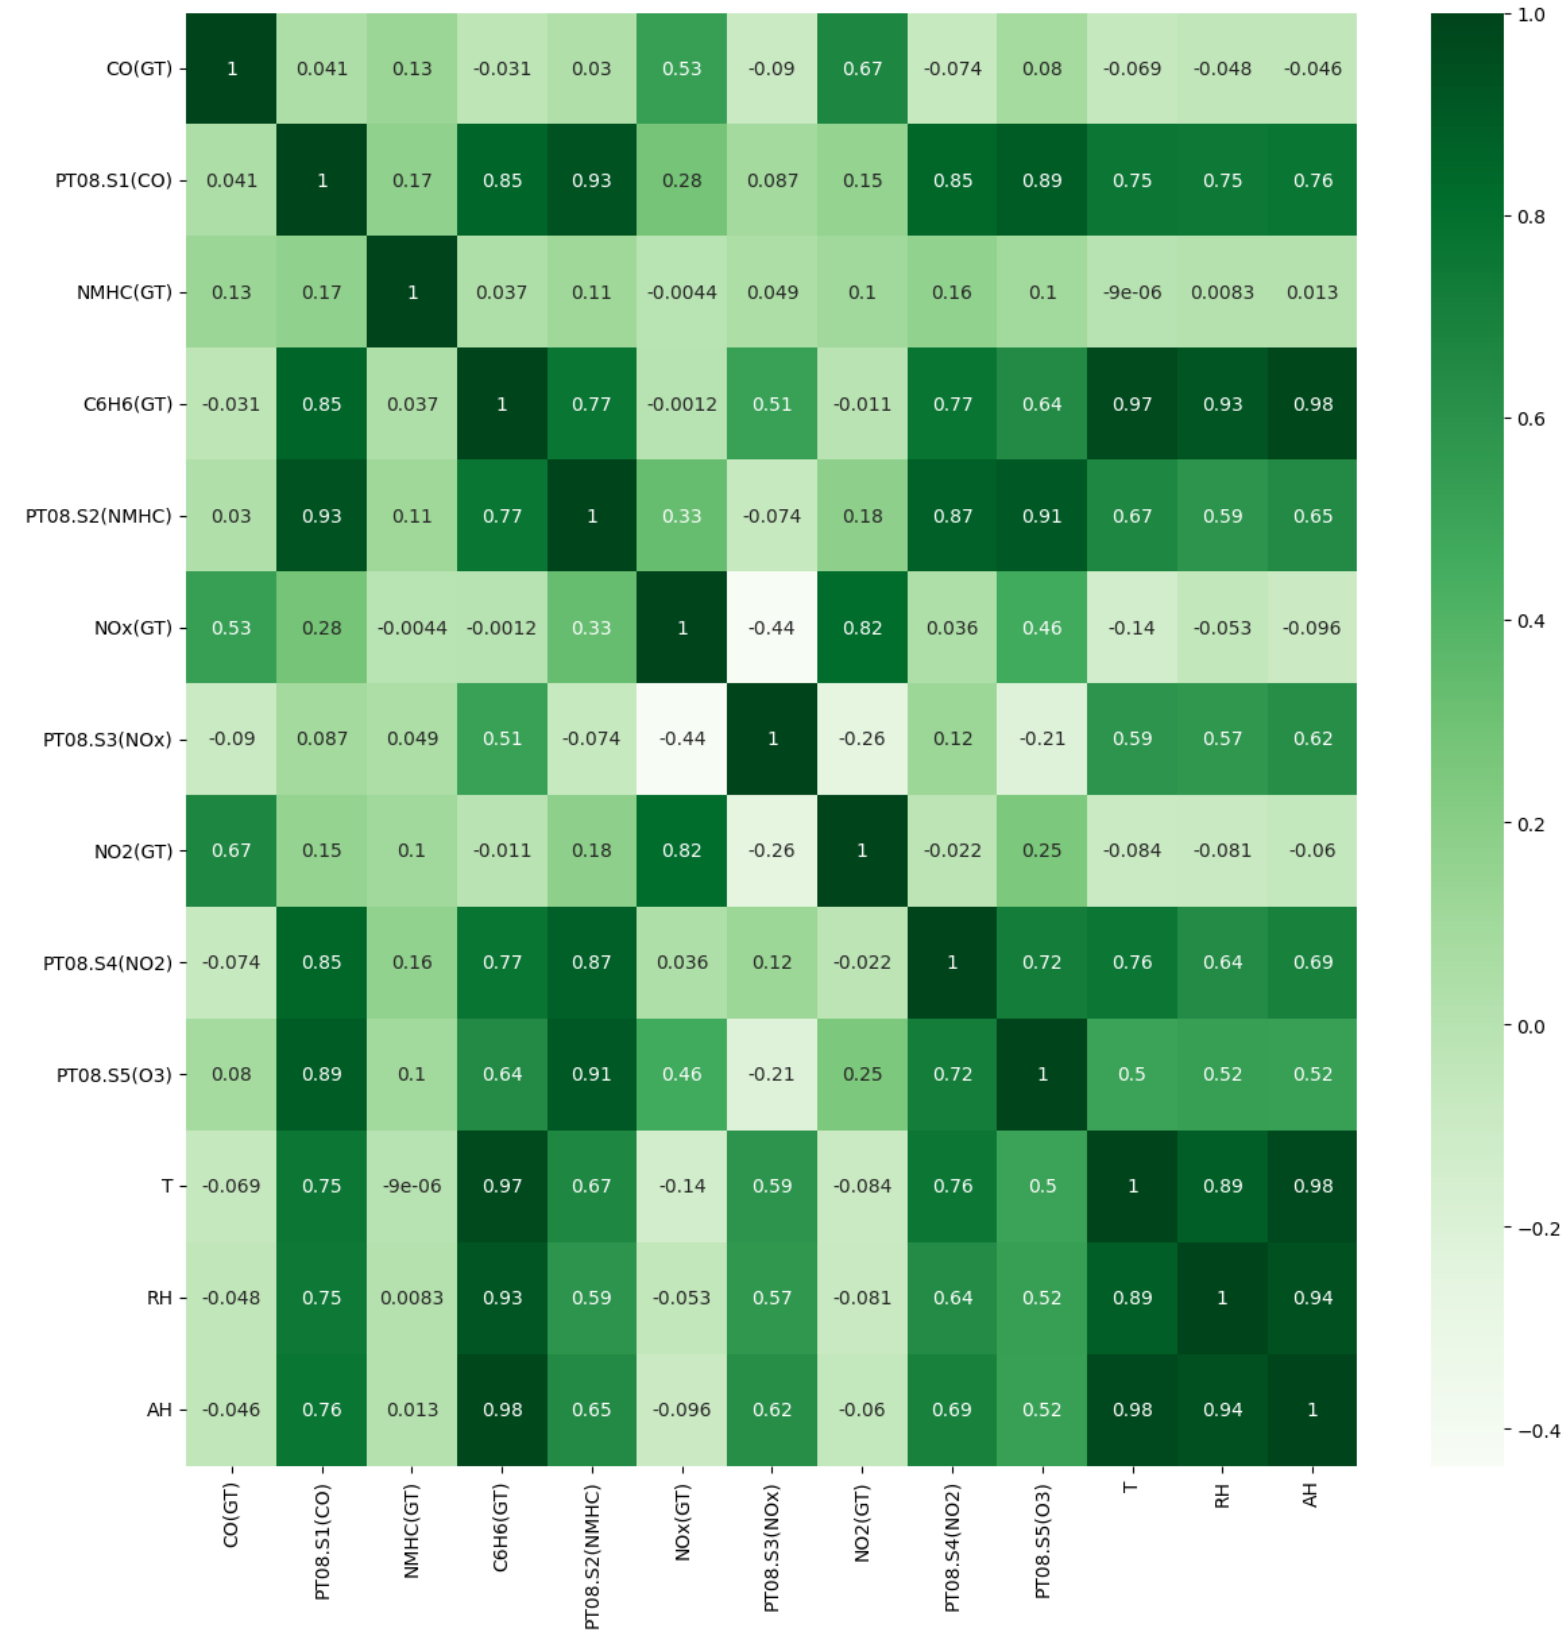 CO(GT) 1 0.041 0.13 -0.031 0.03 0.53 -0.09 0.67 -0.074 0.08 -0.069 -0.048 -0.046
PT08.S1(CO) 0.041 1 0.17 0.85 0.93 0.28 0.087 0.15 0.85 0.89 0.75 0.75 0.76
NMHC(GT) 0.13 0.17 1 0.037 0.11 -0.0044 0.049 0.1 0.16 0.1 -9e-06 0.0083 0.013
C6H6(GT) -0.031 0.85 0.037 1 0.77 -0.0012 0.51 -0.011 0.77 0.64 0.97 0.93 0.98
PT08.S2(NMHC) 0.03 0.93 0.11 0.77 1 0.33 -0.074 0.18 0.87 0.91 0.67 0.59 0.65
NOx(GT) 0.53 0.28 -0.0044 -0.0012 0.33 1 -0.44 0.82 0.036 0.46 -0.14 -0.053 -0.096
PT08.S3(NOx) -0.09 0.087 0.049 0.51 -0.074 -0.44 1 -0.26 0.12 -0.21 0.59 0.57 0.62
NO2(GT) 0.67 0.15 0.1 -0.011 0.18 0.82 -0.26 1 -0.022 0.25 -0.084 -0.081 -0.06
PT08.S4(NO2) -0.074 0.85 0.16 0.77 0.87 0.036 0.12 -0.022 1 0.72 0.76 0.64 0.69
PT08.S5(O3) 0.08 0.89 0.1 0.64 0.91 0.46 -0.21 0.25 0.72 1 0.5 0.52 0.52
T -0.069 0.75 -9e-06 0.97 0.67 -0.14 0.59 -0.084 0.76 0.5 1 0.89 0.98
RH -0.048 0.75 0.0083 0.93 0.59 -0.053 0.57 -0.081 0.64 0.52 0.89 1 0.94
AH -0.046 0.76 0.013 0.98 0.65 -0.096 0.62 -0.06 0.69 0.52 0.98 0.94 1
CO(GT) PT08.S1(CO) NMHC(GT) C6H6(GT) PT08.S2(NMHC) NOx(GT) PT08.S3(NOx) NO2(GT) PT08.S4(NO2) PT08.S5(O3) T RH AH
1.0
0.8
0.6
0.4
0.2
0.0
−0.2
−0.4